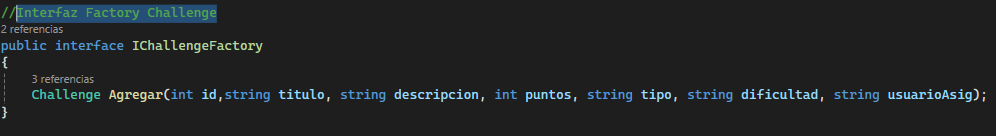 //Interfaz Factory Challenge
2 referencias
public interface IChallengeFactory
{
3 referencias
Challenge Agregar(int id,string titulo, string descripcion, int puntos, string tipo, string dificultad, string usuarioAsig);
}